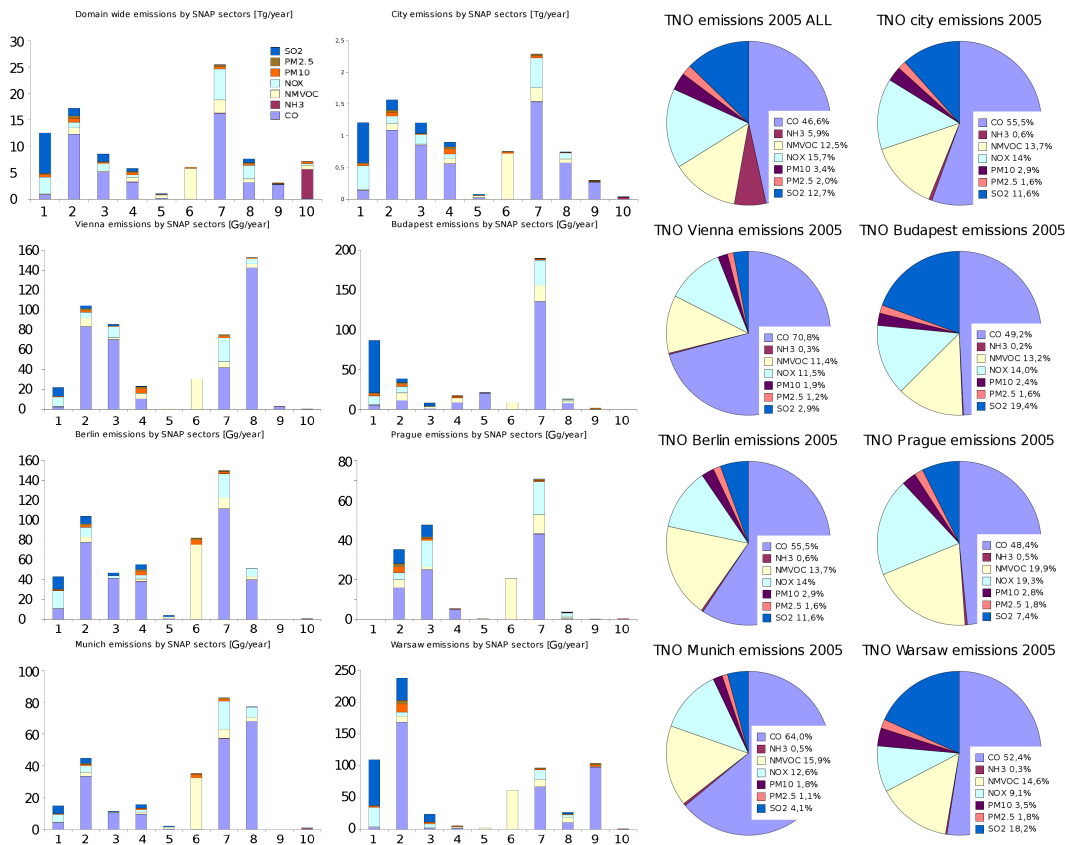 Domain wide emissions by SNAP sectors [Tg/year]
30
25
20
15
10
5
0
SO2
PM2.5
PM10
NOX
NMVOC
NH3
CO
1 2 3 4 5 6 7 8 9 10
City emissions by SNAP sectors [Tg/year]
2,5
2
1,5
1
0,5
0
1 2 3 4 5 6 7 8 9 10
TNO emissions 2005 ALL
CO 46,6%
NH3 5,9%
NMVOC 12,5%
NOX 15,7%
PM10 3,4%
PM2.5 2,0%
SO2 12,7%
TNO city emissions 2005
CO 55,5%
NH3 0,6%
NMVOC 13,7%
NOX 14%
PM10 2,9%
PM2.5 1,6%
SO2 11,6%
Vienna emissions by SNAP sectors [Gg/year]
160
140
120
100
80
60
40
20
0
1 2 3 4 5 6 7 8 9 10
Budapest emissions by SNAP sectors [Gg/year]
200
150
100
50
0
1 2 3 4 5 6 7 8 9 10
TNO Vienna emissions 2005
CO 70,8%
NH3 0,3%
NMVOC 11,4%
NOX 11,5%
PM10 1,9%
PM2.5 1,2%
SO2 2,9%
TNO Budapest emissions 2005
CO 49,2%
NH3 0,2%
NMVOC 13,2%
NOX 14,0%
PM10 2,4%
PM2.5 1,6%
SO2 19,4%
Berlin emissions by SNAP sectors [Gg/year]
160
140
120
100
80
60
40
20
0
1 2 3 4 5 6 7 8 9 10
Prague emissions by SNAP sectors [Gg/year]
80
60
40
20
0
1 2 3 4 5 6 7 8 9 10
TNO Berlin emissions 2005
CO 55,5%
NH3 0,6%
NMVOC 13,7%
NOX 14%
PM10 2,9%
PM2.5 1,6%
SO2 11,6%
TNO Prague emissions 2005
CO 48,4%
NH3 0,5%
NMVOC 19,9%
NOX 19,3%
PM10 2,8%
PM2.5 1,8%
SO2 7,4%
Munich emissions by SNAP sectors [Gg/year]
100
80
60
40
20
0
1 2 3 4 5 6 7 8 9 10
Warsaw emissions by SNAP sectors [Gg/year]
250
200
150
100
50
0
1 2 3 4 5 6 7 8 9 10
TNO Munich emissions 2005
CO 64,0%
NH3 0,5%
NMVOC 15,9%
NOX 12,6%
PM10 1,8%
PM2.5 1,1%
SO2 4,1%
TNO Warsaw emissions 2005
CO 52,4%
NH3 0,3%
NMVOC 14,6%
NOX 9,1%
PM10 3,5%
PM2.5 1,8%
SO2 18,2%